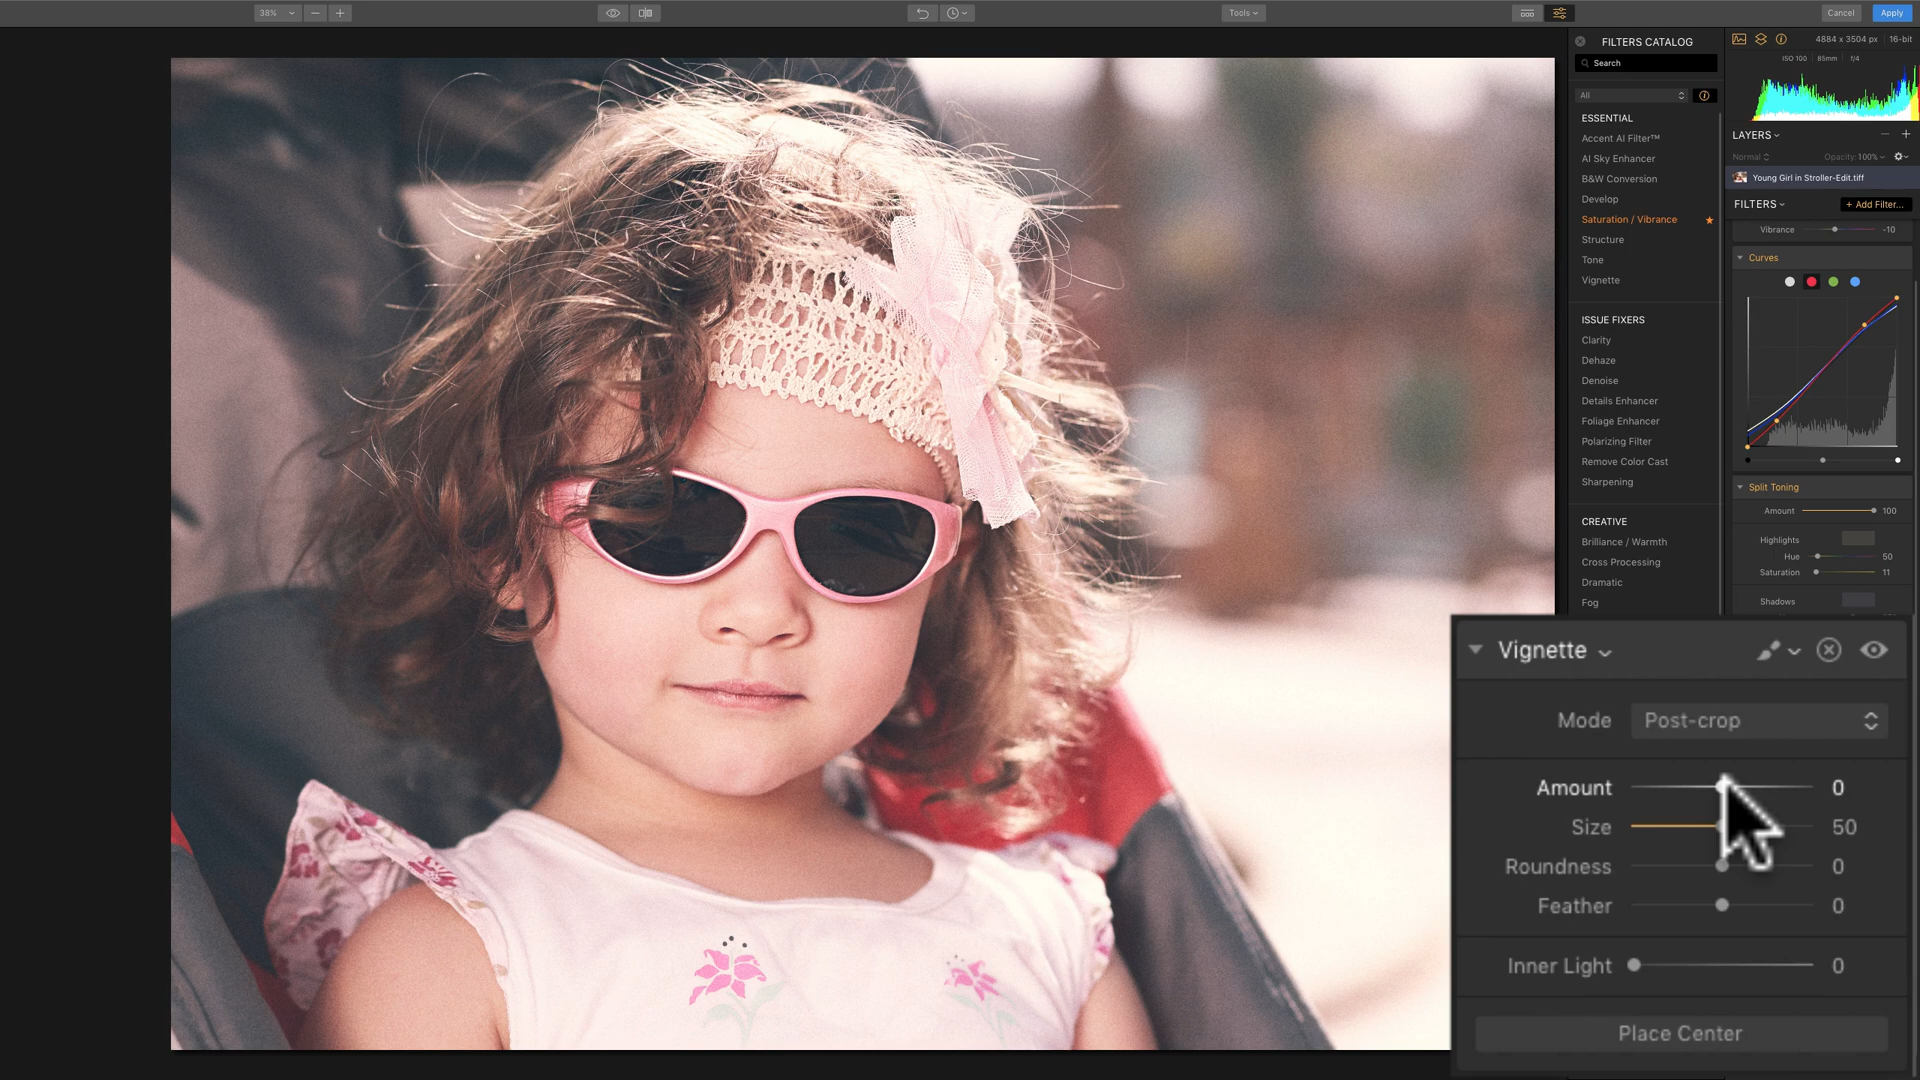 38%
Tools
Cancel
Apply
FILTERS CATALOG
Search
All
ESSENTIAL
Accent AI Filter™
AI Sky Enhancer
B&W Conversion
Develop
Saturation / Vibrance
Structure
Tone
Vignette
ISSUE FIXERS
Clarity
Dehaze
Denoise
Details Enhancer
Foliage Enhancer
Polarizing Filter
Remove Color Cast
Sharpening
CREATIVE
Brilliance / Warmth
Cross Processing
Dramatic
Fog
4884 x 3504 px 16-bit
ISO 100 85mm f/4
LAYERS
Normal Opacity: 100%
Young Girl in Stroller-Edit.tiff
FILTERS + Add Filter...
Vibrance -10
Curves
Split Toning
Amount 100
Highlights
Hue 50
Saturation 11
Shadows
Vignette
Mode Post-crop
Amount 0
Size 50
Roundness 0
Feather 0
Inner Light 0
Place Center